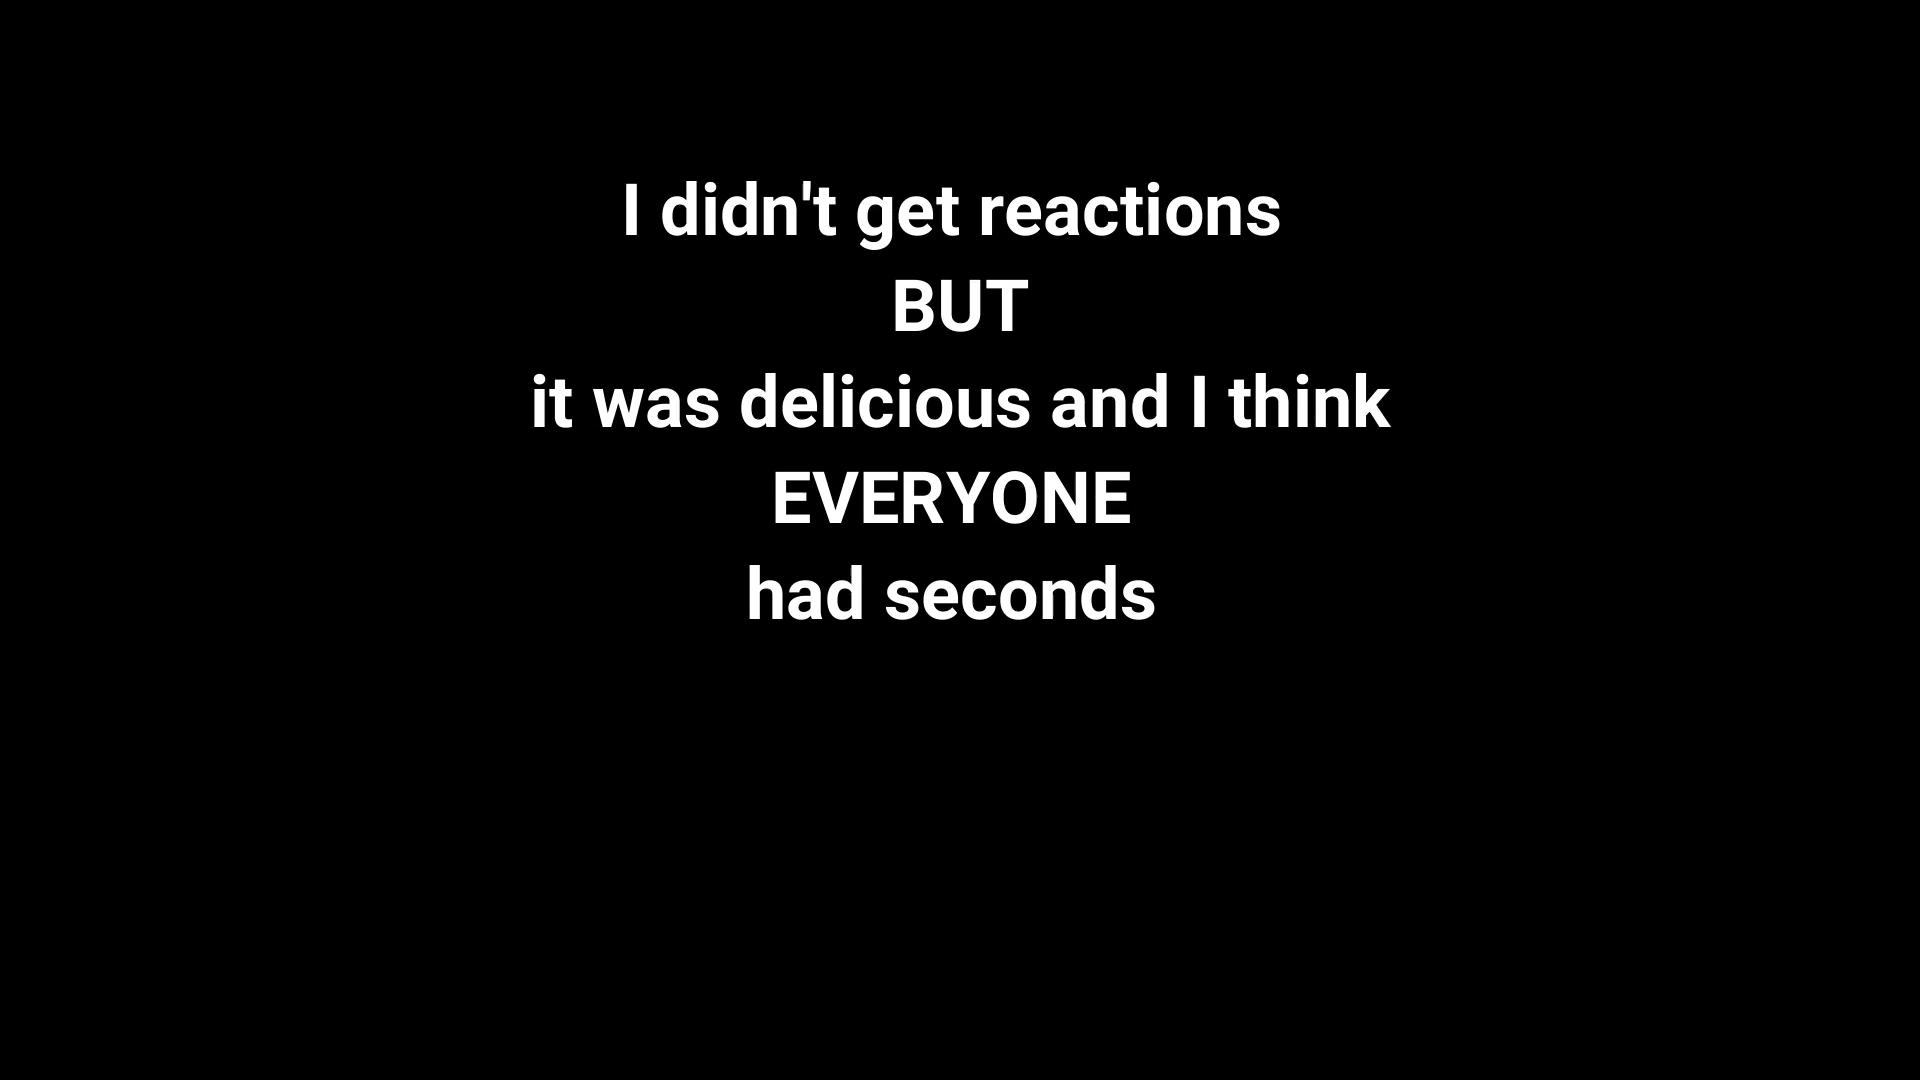 I didn't get reactions
BUT
it was delicious and I think
EVERYONE
had seconds